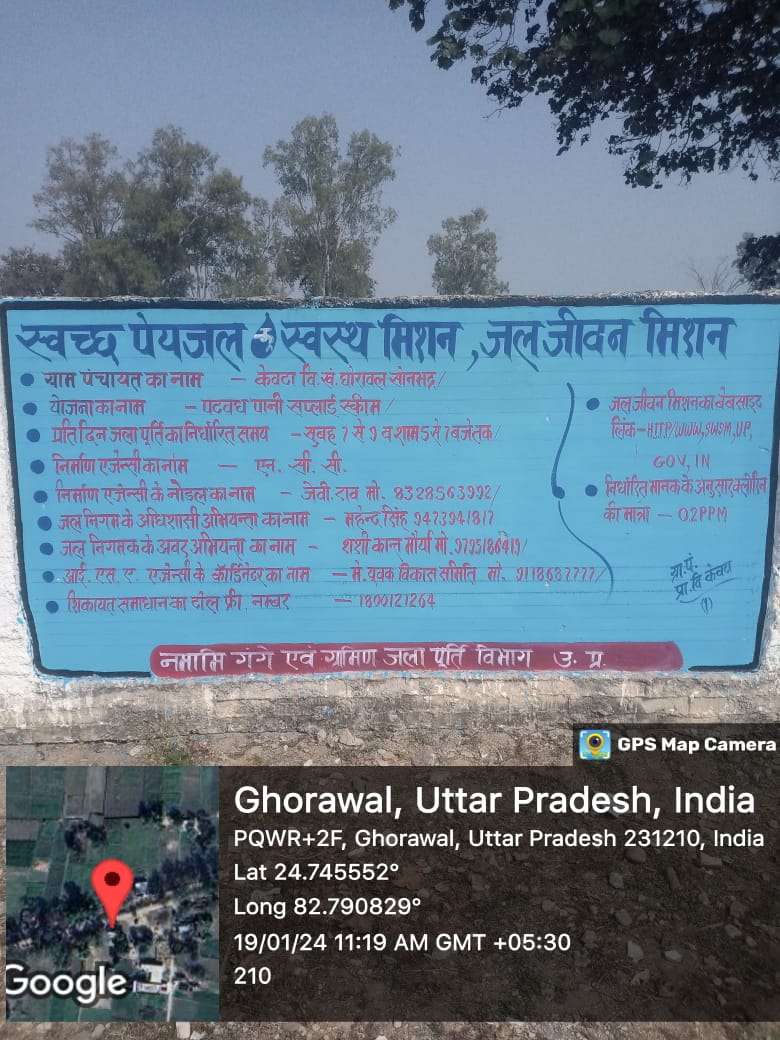 स्वच्छ पेयजल स्वस्थ मिशन, जल जीवन मिशन
ग्राम पंचायत का नाम — केवटा वि.खं. घोरावल सोनभद्र/
योजना का नाम - पटवध पानी सप्लाई स्कीम/
प्रतिदिन जला पूर्ति का निर्धारित समय - सुबह 7 से 9 व शाम 5 से 7 बजे तक/
निर्माण एजेन्सी का नाम — एन. सी. सी.
निर्माण एजेन्सी के नोडल का नाम - जेवी. राव मो. 8328563992/
जल निगम के अधिशासी अभियन्ता का नाम - महेन्द्र सिंह 9473941817
जल निगमक के अवर अभियन्ता का नाम - शशी कान्त मौर्या मो. 9795186419/
आई. एस. ए. एजेन्सी के कॉर्डिनेटर का नाम — मे. युवक विकास समिति मो. 9118687777/
शिकायत समाधान का टोल फ्री. नम्बर - 1800121264
जल जीवन मिशन का बेबसाइट
लिंक-HTTP/WWW,SWSM,UP,
GOV,IN
निर्धारित मानक के अनुसार क्लोरिन
की मात्रा — 0.2PPM
ग्रा. पं.
प्रा. वि केवटा
(1)
नमामि गंगे एवं ग्रामिण जला पूर्ति विभाग उ. प्र.
GPS Map Camera
Ghorawal, Uttar Pradesh, India
PQWR+2F, Ghorawal, Uttar Pradesh 231210, India
Lat 24.745552°
Long 82.790829°
19/01/24 11:19 AM GMT +05:30
210
Google